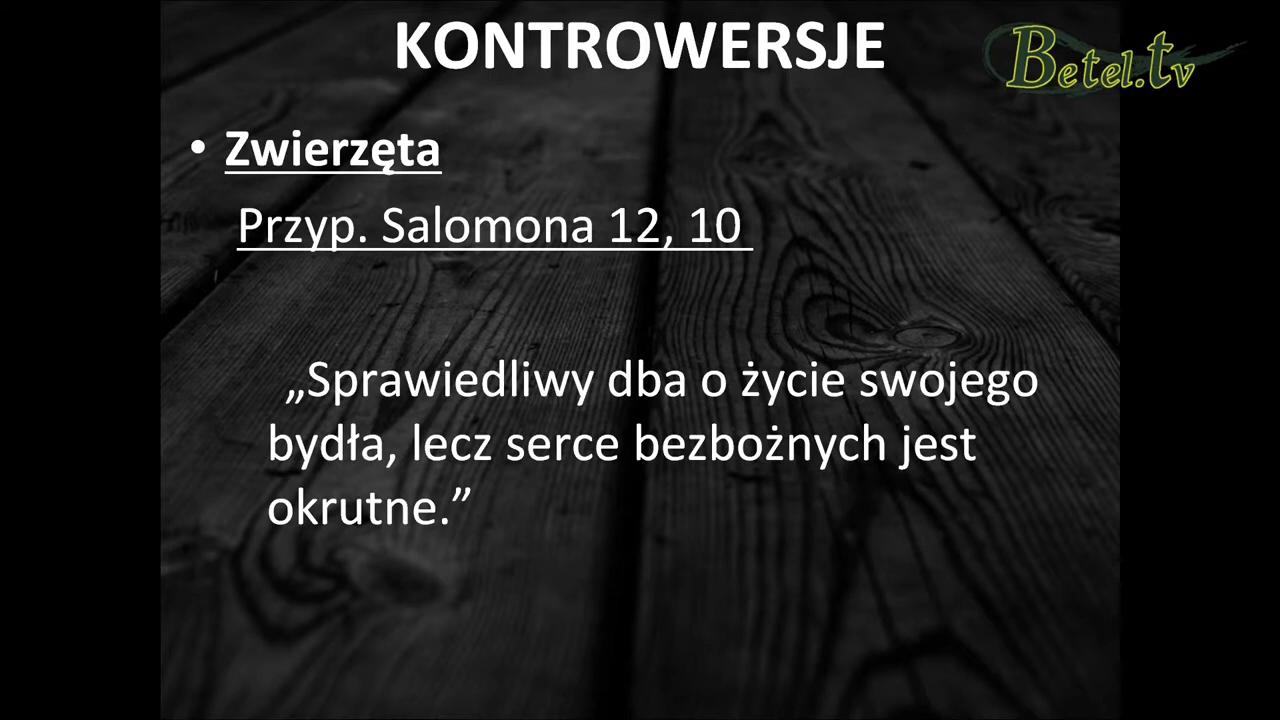 KONTROWERSJE
Betel.tv
• Zwierzęta
Przyp. Salomona 12, 10
„Sprawiedliwy dba o życie swojego
bydła, lecz serce bezbożnych jest
okrutne.”